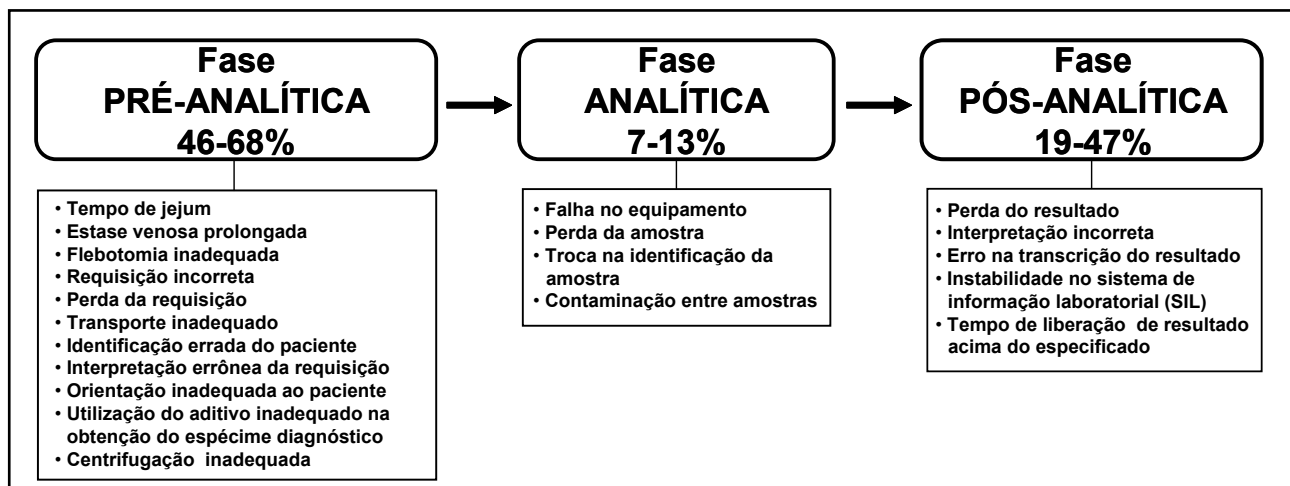 Fase
PRÉ-ANALÍTICA
46-68%
• Tempo de jejum
• Estase venosa prolongada
• Flebotomia inadequada
• Requisição incorreta
• Perda da requisição
• Transporte inadequado
• Identificação errada do paciente
• Interpretação errônea da requisição
• Orientação inadequada ao paciente
• Utilização do aditivo inadequado na
obtenção do espécime diagnóstico
• Centrifugação inadequada
Fase
ANALÍTICA
7-13%
• Falha no equipamento
• Perda da amostra
• Troca na identificação da
amostra
• Contaminação entre amostras
Fase
PÓS-ANALÍTICA
19-47%
• Perda do resultado
• Interpretação incorreta
• Erro na transcrição do resultado
• Instabilidade no sistema de
informação laboratorial (SIL)
• Tempo de liberação de resultado
acima do especificado